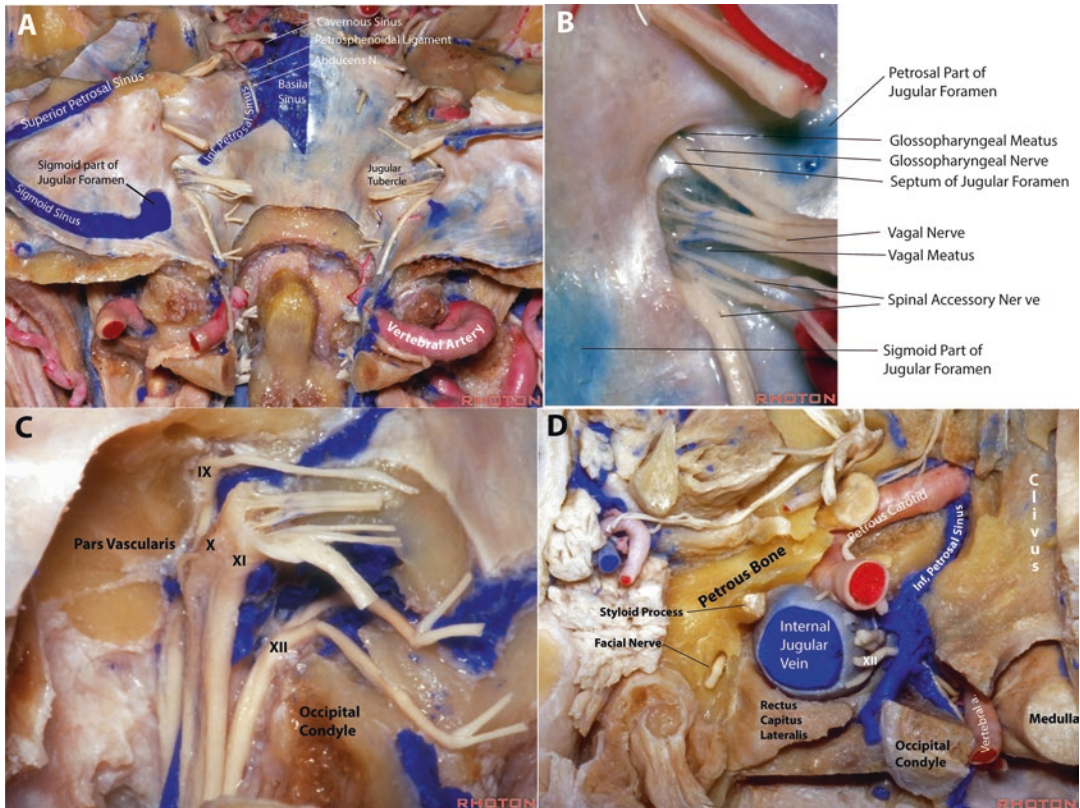 A
Cavernous Sinus
Petrosphenoidal Ligament
Abducens N.
Superior Petrosal Sinus
Basilar
Sinus
Inf. Petrosal Sinus
Sigmoid part of
Jugular Foramen
Jugular
Tubercle
Sigmoid Sinus
Vertebral Artery
RHOTON
B
Petrosal Part of
Jugular Foramen
Glossopharyngeal Meatus
Glossopharyngeal Nerve
Septum of Jugular Foramen
Vagal Nerve
Vagal Meatus
Spinal Accessory Ner ve
Sigmoid Part of
Jugular Foramen
RHOTON
C
IX
Pars Vascularis
X
XI
XII
Occipital
Condyle
RHOTON
D
Petrous Carotid
Clivus
Inf, Petrosal Sinus
Petrous Bone
Styloid Process
Internal
Jugular
Vein
Facial Nerve
XII
Rectus
Capitus
Lateralis
Vertebral a.
Medulla
Occipital
Condyle
RHOTON